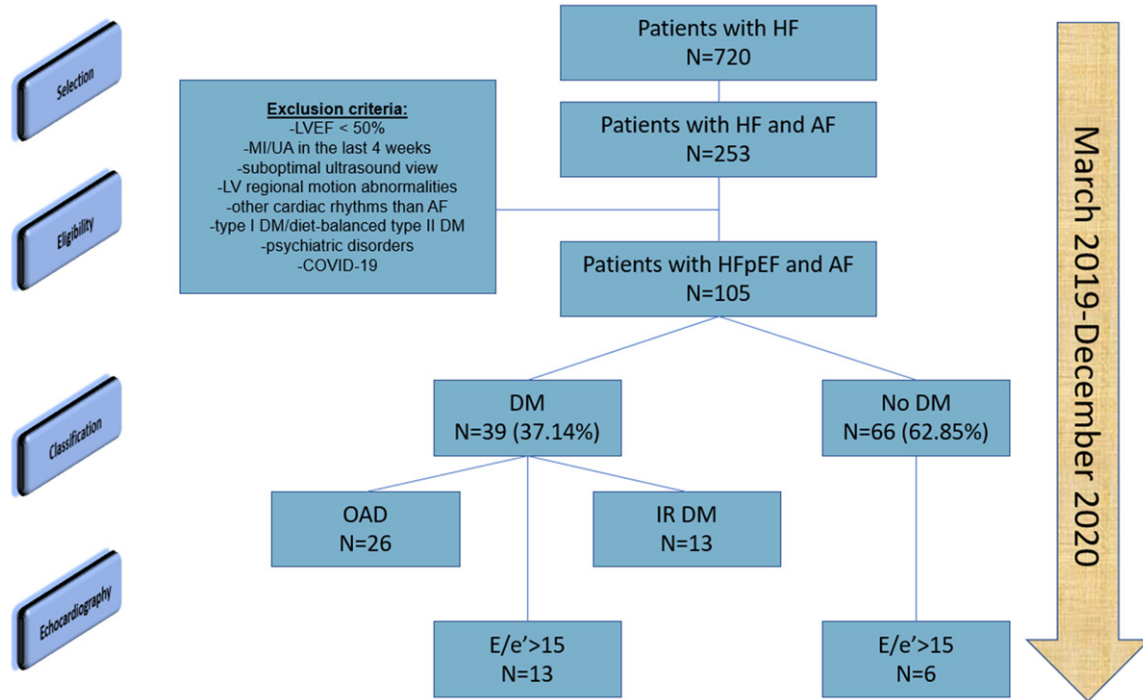 Selection
Patients with HF
N=720
Exclusion criteria:
-LVEF < 50%
-MI/UA in the last 4 weeks
-suboptimal ultrasound view
-LV regional motion abnormalities
-other cardiac rhythms than AF
-type I DM/diet-balanced type II DM
-psychiatric disorders
-COVID-19
Patients with HF and AF
N=253
Eligibility
Patients with HFpEF and AF
N=105
Classification
DM
N=39 (37.14%)
No DM
N=66 (62.85%)
OAD
N=26
IR DM
N=13
Echocardiography
E/e’>15
N=13
E/e’>15
N=6
March 2019-December 2020